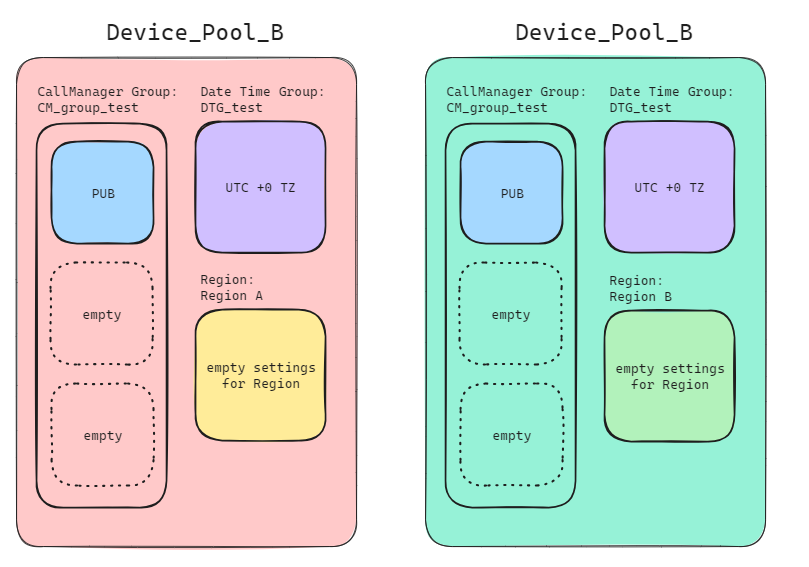 Device_Pool_B
CallManager Group:
CM_group_test
Date Time Group:
DTG_test
PUB
UTC +0 TZ
empty
Region:
Region A
empty settings
for Region
empty
Device_Pool_B
CallManager Group:
CM_group_test
Date Time Group:
DTG_test
PUB
UTC +0 TZ
empty
Region:
Region B
empty settings
for Region
empty